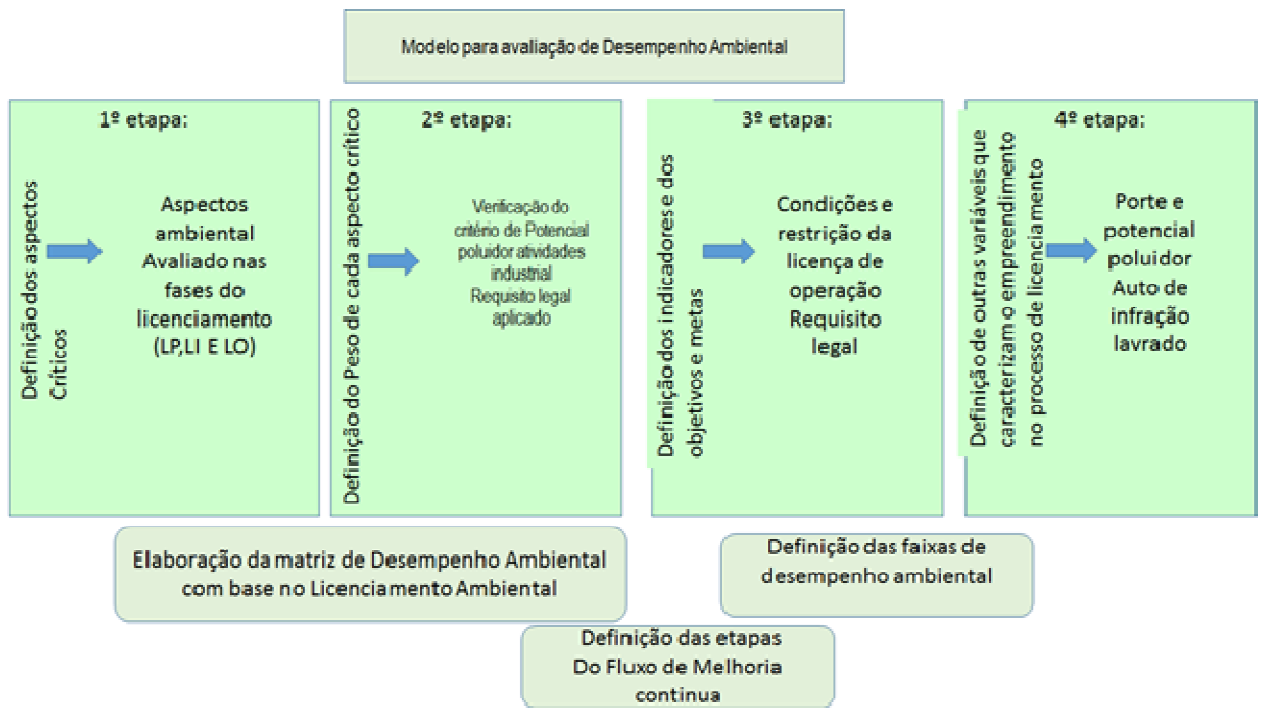 Modelo para avaliação de Desempenho Ambiental
1º etapa:
Definição dos aspectos
Críticos
Aspectos
ambiental
Avaliado nas
fases do
licenciamento
(LP,LI E LO)
2º etapa:
Definição do Peso de cada aspecto crítico
Verificação do
critério de Potencial
poluidor atividades
industrial
Requisito legal
aplicado
3º etapa:
Definição dos indicadores e dos
objetivos e metas
Condições e
restrição da
licença de
operação
Requisito
legal
4º etapa:
Definição de outras variáveis que
caracterizam o empreendimento
no processo de licenciamento
Porte e
potencial
poluidor
Auto de
infração
lavrado
Elaboração da matriz de Desempenho Ambiental
com base no Licenciamento Ambiental
Definição das faixas de
desempenho ambiental
Definição das etapas
Do Fluxo de Melhoria
continua